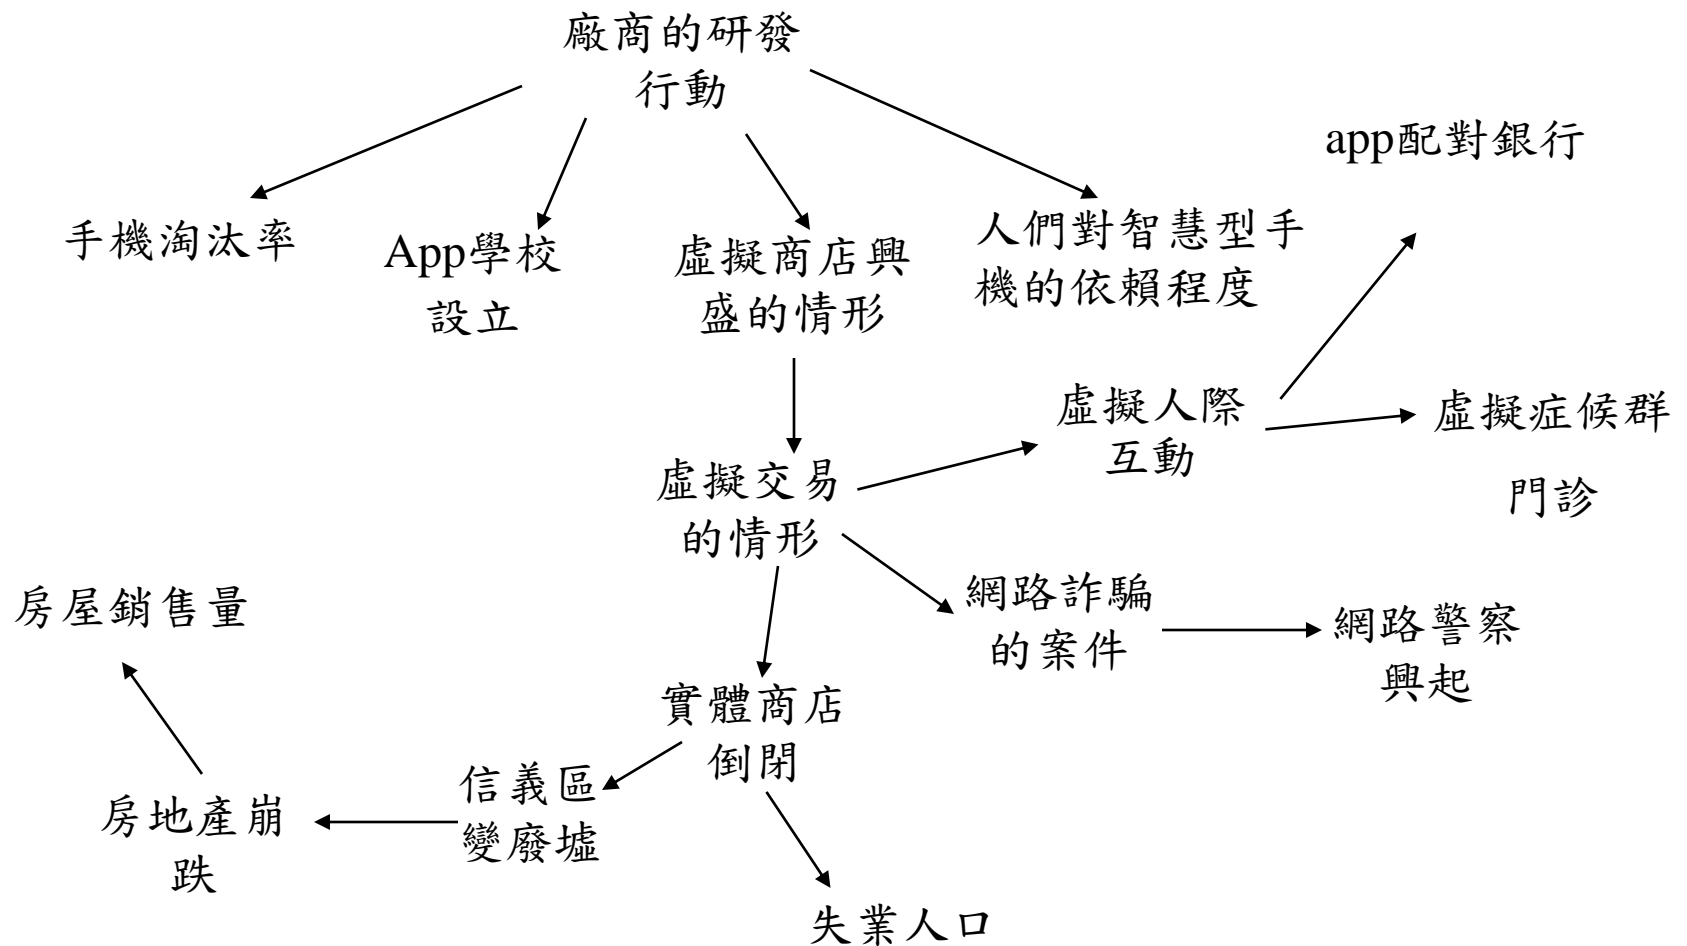 廠商的研發
行動
app配對銀行
手機淘汰率
App學校
設立
虛擬商店興
盛的情形
人們對智慧型手
機的依賴程度
虛擬人際
互動
虛擬症候群
門診
虛擬交易
的情形
網路詐騙
的案件
網路警察
興起
房屋銷售量
實體商店
倒閉
信義區
變廢墟
房地產崩
跌
失業人口